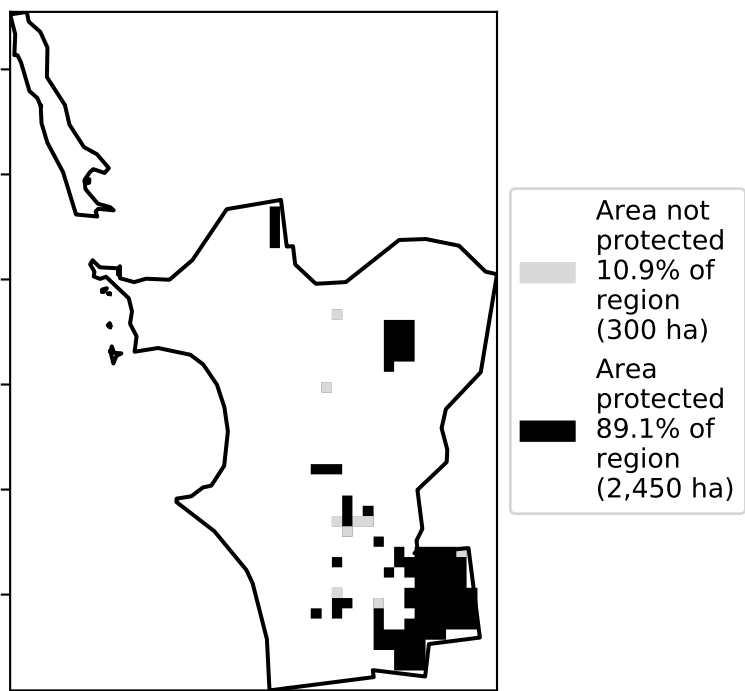 Area not
protected
10.9% of
region
(300 ha)
Area
protected
89.1% of
region
(2,450 ha)